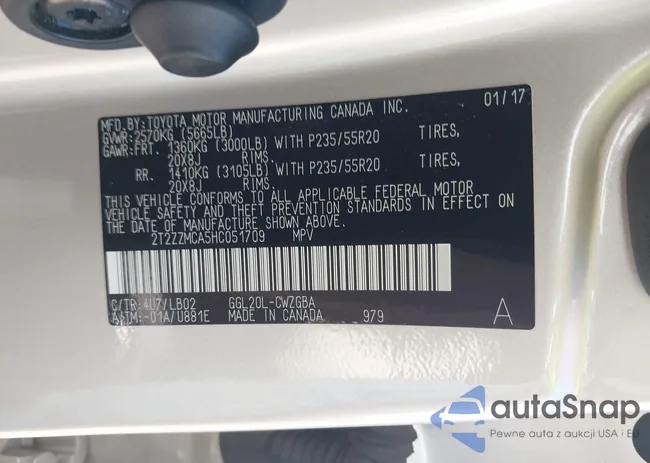 MFD. BY: TOYOTA MOTOR MANUFACTURING CANADA INC. 01/17
GVWR: 2570KG (5665LB)
GAWR: FRT. 1360KG (3000LB) WITH P235/55R20 TIRES,
20X8J RIMS.
RR. 1410KG (3105LB) WITH P235/55R20 TIRES,
20X8J RIMS.
THIS VEHICLE CONFORMS TO ALL APPLICABLE FEDERAL MOTOR
VEHICLE SAFETY AND THEFT PREVENTION STANDARDS IN EFFECT ON
THE DATE OF MANUFACTURE SHOWN ABOVE.
2T2ZZMCA5HC051709 MPV
C/TR: 4U7/LB02 GGL20L-CWZGBA
A/TM: -01A/U881E MADE IN CANADA 979 A
autoSnap
Pewne auta z aukcji USA i EU